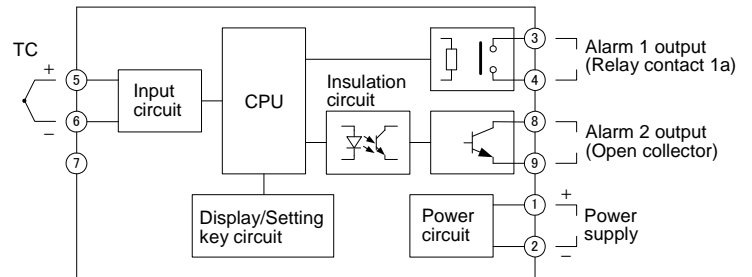 TC
+
5
6
−
7
Input
circuit
CPU
Insulation
circuit
Display/Setting
key circuit
Power
circuit
3
4
Alarm 1 output
(Relay contact 1a)
8
9
Alarm 2 output
(Open collector)
1
2
+
Power
supply
−